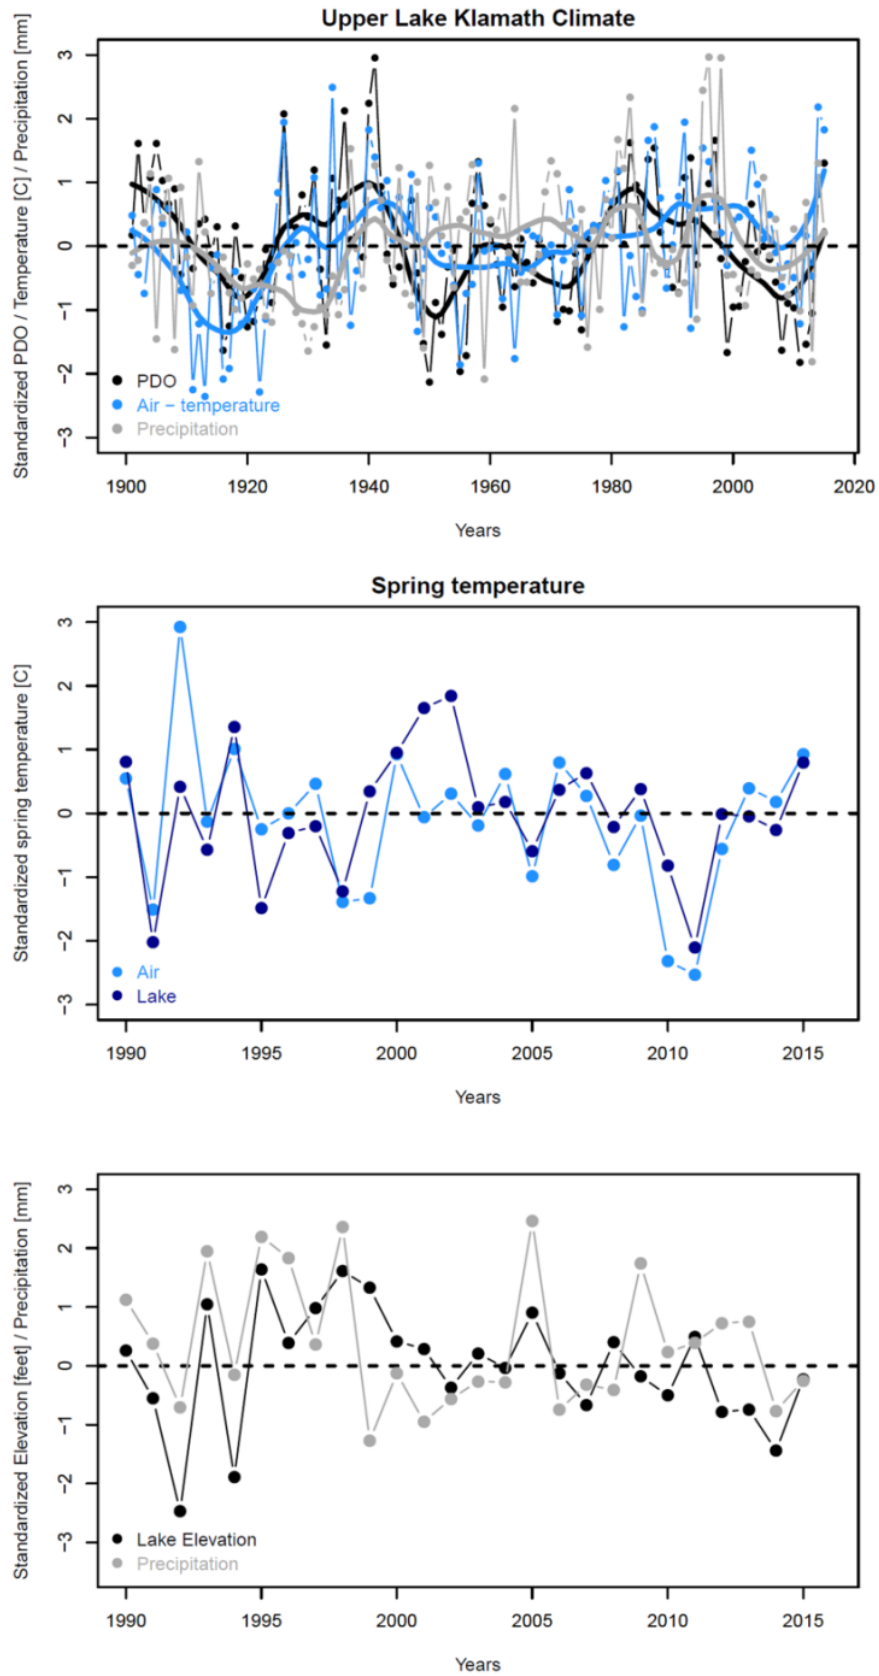 Upper Lake Klamath Climate
Standardized PDO / Temperature [C] / Precipitation [mm]
3
2
1
0
−1
−2
−3
PDO
Air − temperature
Precipitation
1900 1920 1940 1960 1980 2000 2020
Years
Spring temperature
Standardized spring temperature [C]
3
2
1
0
−1
−2
−3
Air
Lake
1990 1995 2000 2005 2010 2015
Years
Standardized Elevation [feet] / Precipitation [mm]
3
2
1
0
−1
−2
−3
Lake Elevation
Precipitation
1990 1995 2000 2005 2010 2015
Years